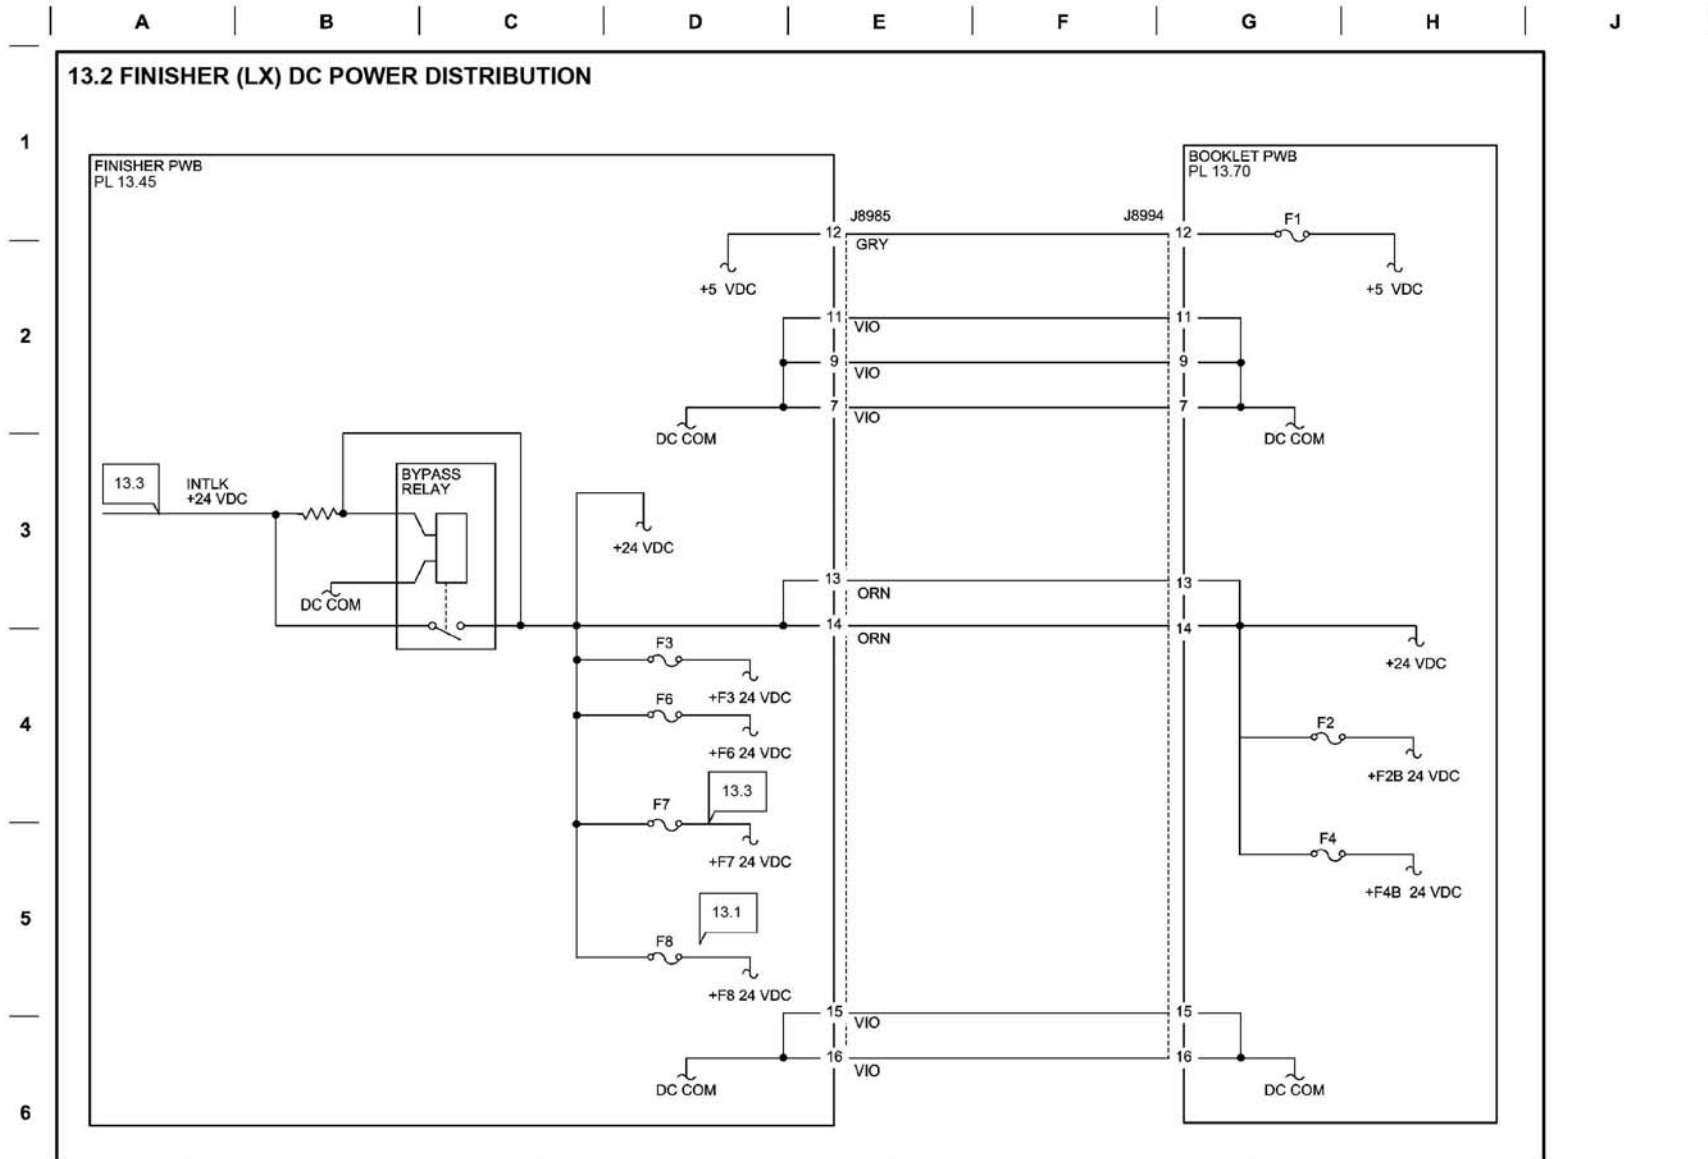 A B C D E F G H J
13.2 FINISHER (LX) DC POWER DISTRIBUTION
1
FINISHER PWB
PL 13.45
BOOKLET PWB
PL 13.70
J8985
J8994
F1
12
GRY
12
+5 VDC
+5 VDC
2
11
VIO
11
9
VIO
9
7
VIO
7
DC COM
DC COM
3
13.3
INTLK
+24 VDC
BYPASS
RELAY
DC COM
+24 VDC
13
ORN
13
14
ORN
14
+24 VDC
4
F3
+F3 24 VDC
F6
+F6 24 VDC
F2
+F2B 24 VDC
13.3
F7
+F7 24 VDC
F4
+F4B 24 VDC
5
13.1
F8
+F8 24 VDC
15
VIO
15
16
VIO
16
DC COM
DC COM
6